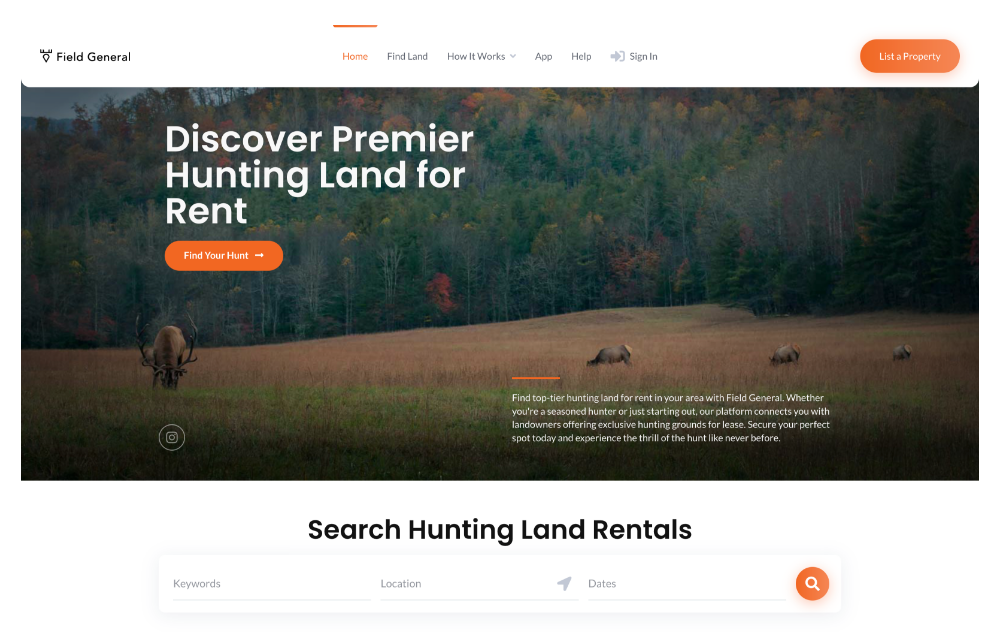 Field General
Home
Find Land
How It Works
App
Help
Sign In
List a Property
Discover Premier
Hunting Land for
Rent
Find Your Hunt
Find top-tier hunting land for rent in your area with Field General. Whether
you're a seasoned hunter or just starting out, our platform connects you with
landowners offering exclusive hunting grounds for lease. Secure your perfect
spot today and experience the thrill of the hunt like never before.
Search Hunting Land Rentals
Keywords
Location
Dates